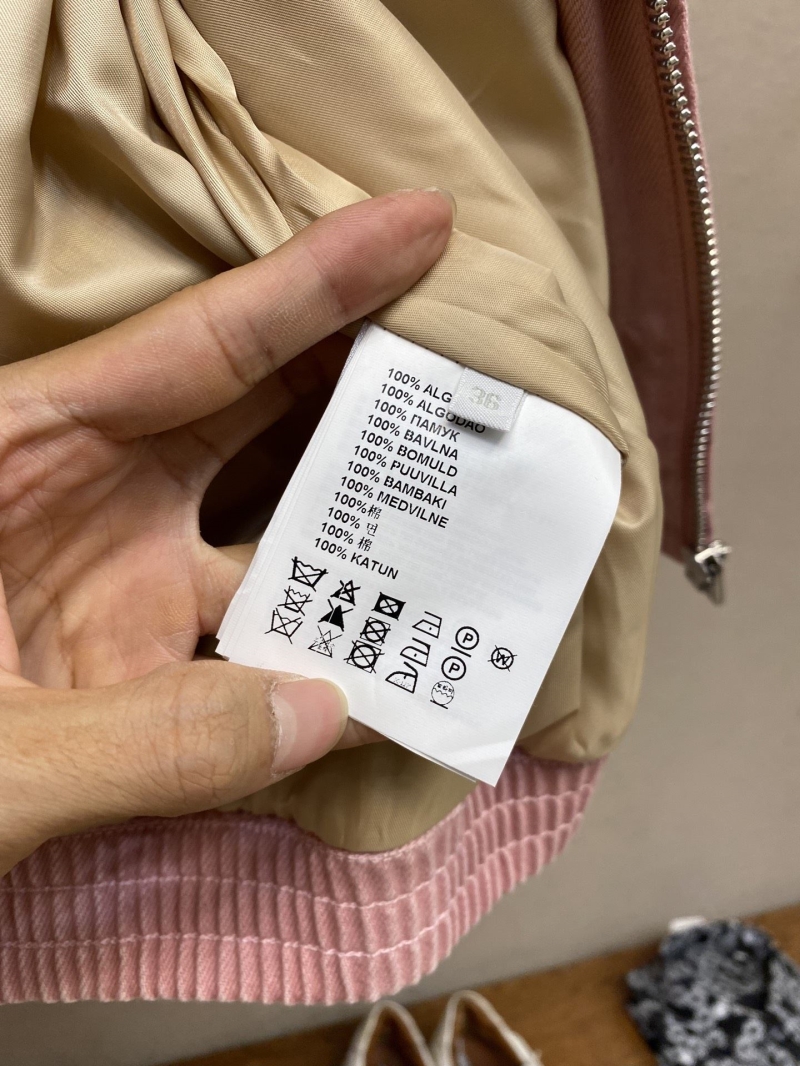 100% ALG
36
100% ALGODÃO
100% ПАМУК
100% BAVLNA
100% BOMULD
100% PUUVILLA
100% BAMBAKI
100% MEDVILNE
100%棉
100% 면
100% 棉
100% KATUN
P
W
P